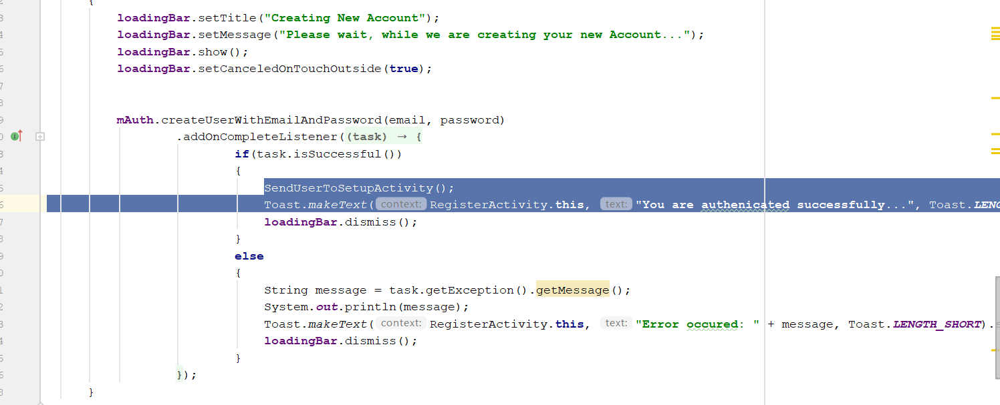 {
loadingBar.setTitle("Creating New Account");
loadingBar.setMessage("Please wait, while we are creating your new Account...");
loadingBar.show();
loadingBar.setCanceledOnTouchOutside(true);
mAuth.createUserWithEmailAndPassword(email, password)
.addOnCompleteListener((task) → {
if(task.isSuccessful())
{
SendUserToSetupActivity();
Toast.makeText( context: RegisterActivity.this, text: "You are authenicated successfully...", Toast.LENG
loadingBar.dismiss();
}
else
{
String message = task.getException().getMessage();
System.out.println(message);
Toast.makeText( context: RegisterActivity.this, text: "Error occured: " + message, Toast.LENGTH_SHORT).
loadingBar.dismiss();
}
});
}